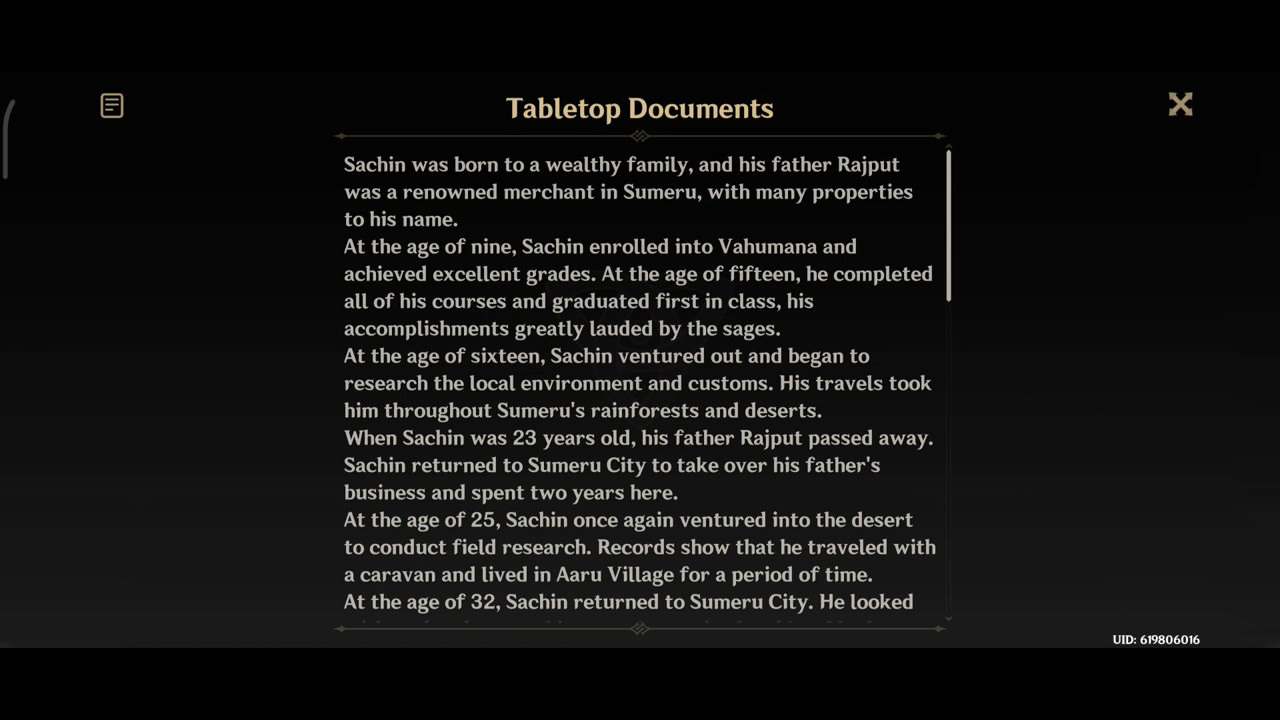 Tabletop Documents
Sachin was born to a wealthy family, and his father Rajput
was a renowned merchant in Sumeru, with many properties
to his name.
At the age of nine, Sachin enrolled into Vahumana and
achieved excellent grades. At the age of fifteen, he completed
all of his courses and graduated first in class, his
accomplishments greatly lauded by the sages.
At the age of sixteen, Sachin ventured out and began to
research the local environment and customs. His travels took
him throughout Sumeru's rainforests and deserts.
When Sachin was 23 years old, his father Rajput passed away.
Sachin returned to Sumeru City to take over his father's
business and spent two years here.
At the age of 25, Sachin once again ventured into the desert
to conduct field research. Records show that he traveled with
a caravan and lived in Aaru Village for a period of time.
At the age of 32, Sachin returned to Sumeru City. He looked
UID: 619806016